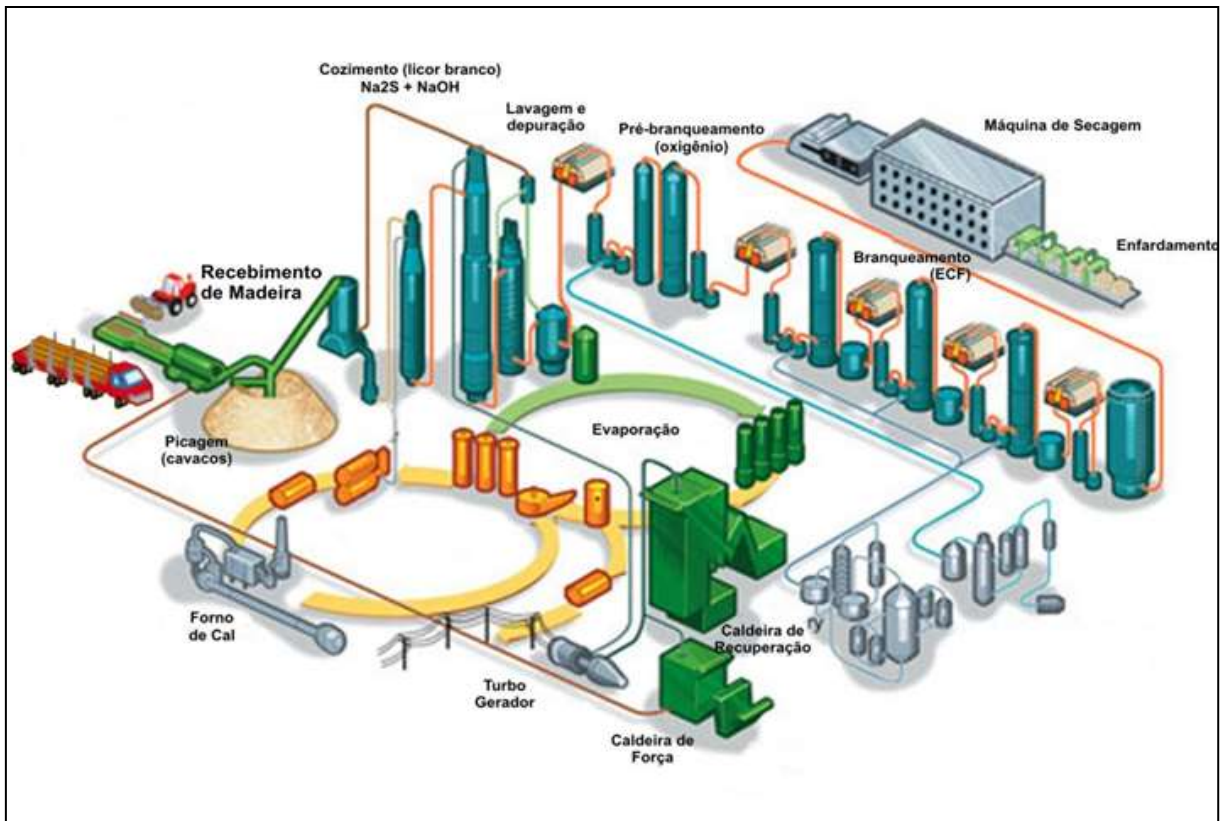 Cozimento (licor branco)
Na2S + NaOH
Lavagem e
depuração
Pré-branqueamento
(oxigênio)
Máquina de Secagem
Enfardamento
Branqueamento
(ECF)
Recebimento
de Madeira
Picagem
(cavacos)
Evaporação
Forno
de Cal
Turbo
Gerador
ry
Caldeira de
Recuperação
Caldeira de
Força